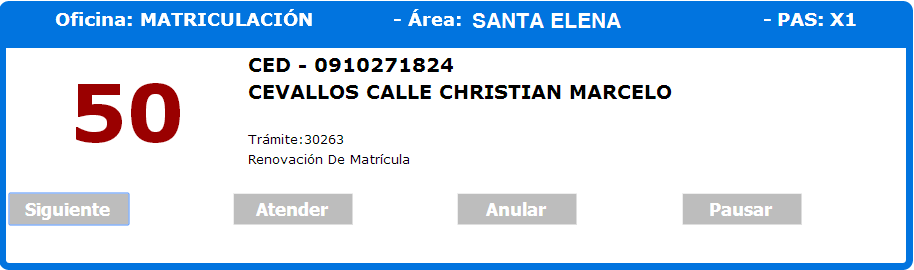 Oficina: MATRICULACIÓN - Área: SANTA ELENA - PAS: X1
50
CED - 0910271824
CEVALLOS CALLE CHRISTIAN MARCELO
Trámite:30263
Renovación De Matrícula
Siguiente Atender Anular Pausar